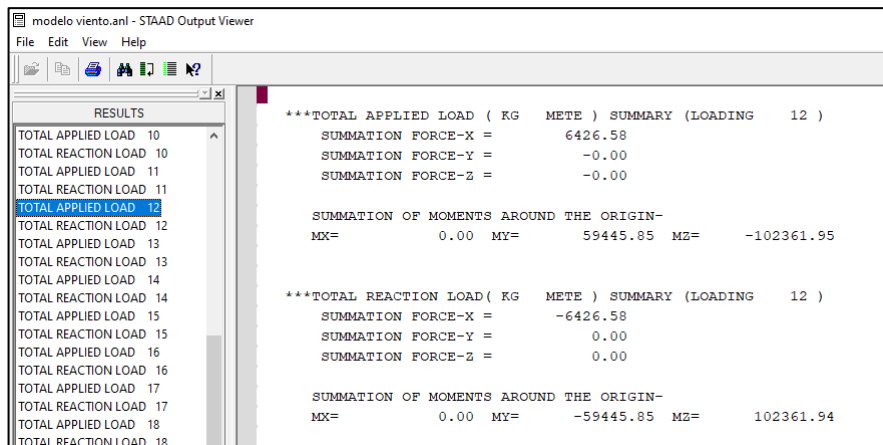 modelo viento.anl - STAAD Output Viewer
File Edit View Help
RESULTS
TOTAL APPLIED LOAD 10
TOTAL REACTION LOAD 10
TOTAL APPLIED LOAD 11
TOTAL REACTION LOAD 11
TOTAL APPLIED LOAD 12
TOTAL REACTION LOAD 12
TOTAL APPLIED LOAD 13
TOTAL REACTION LOAD 13
TOTAL APPLIED LOAD 14
TOTAL REACTION LOAD 14
TOTAL APPLIED LOAD 15
TOTAL REACTION LOAD 15
TOTAL APPLIED LOAD 16
TOTAL REACTION LOAD 16
TOTAL APPLIED LOAD 17
TOTAL REACTION LOAD 17
TOTAL APPLIED LOAD 18
TOTAL REACTION LOAD 18
***TOTAL APPLIED LOAD ( KG METE ) SUMMARY (LOADING 12 )
SUMMATION FORCE-X = 6426.58
SUMMATION FORCE-Y = -0.00
SUMMATION FORCE-Z = -0.00
SUMMATION OF MOMENTS AROUND THE ORIGIN-
MX= 0.00 MY= 59445.85 MZ= -102361.95
***TOTAL REACTION LOAD( KG METE ) SUMMARY (LOADING 12 )
SUMMATION FORCE-X = -6426.58
SUMMATION FORCE-Y = 0.00
SUMMATION FORCE-Z = 0.00
SUMMATION OF MOMENTS AROUND THE ORIGIN-
MX= 0.00 MY= -59445.85 MZ= 102361.94